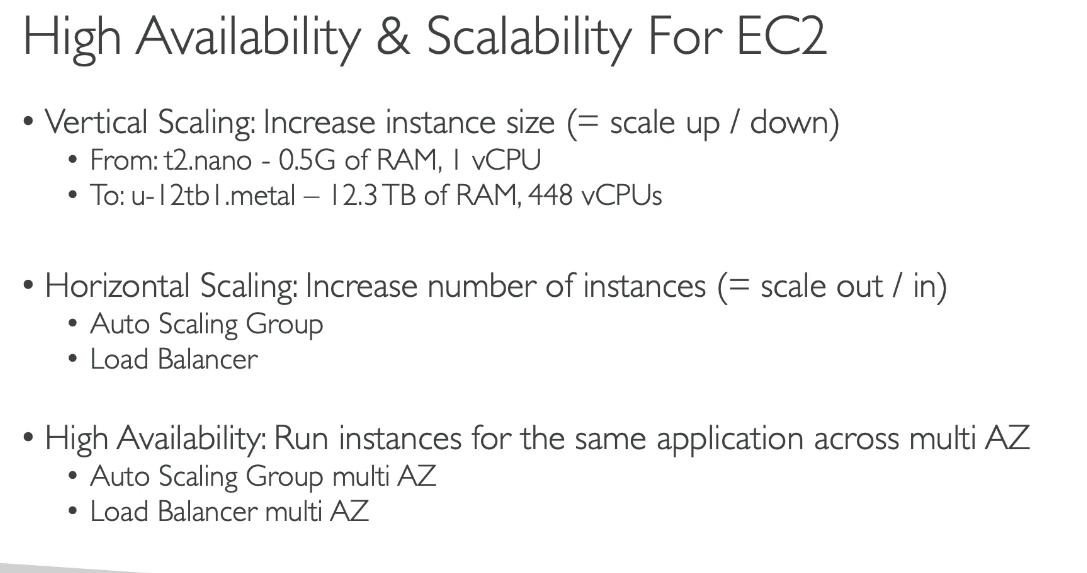 High Availability & Scalability For EC2
• Vertical Scaling: Increase instance size (= scale up / down)
• From: t2.nano - 0.5G of RAM, 1 vCPU
• To: u-12tb1.metal – 12.3 TB of RAM, 448 vCPUs
• Horizontal Scaling: Increase number of instances (= scale out / in)
• Auto Scaling Group
• Load Balancer
• High Availability: Run instances for the same application across multi AZ
• Auto Scaling Group multi AZ
• Load Balancer multi AZ